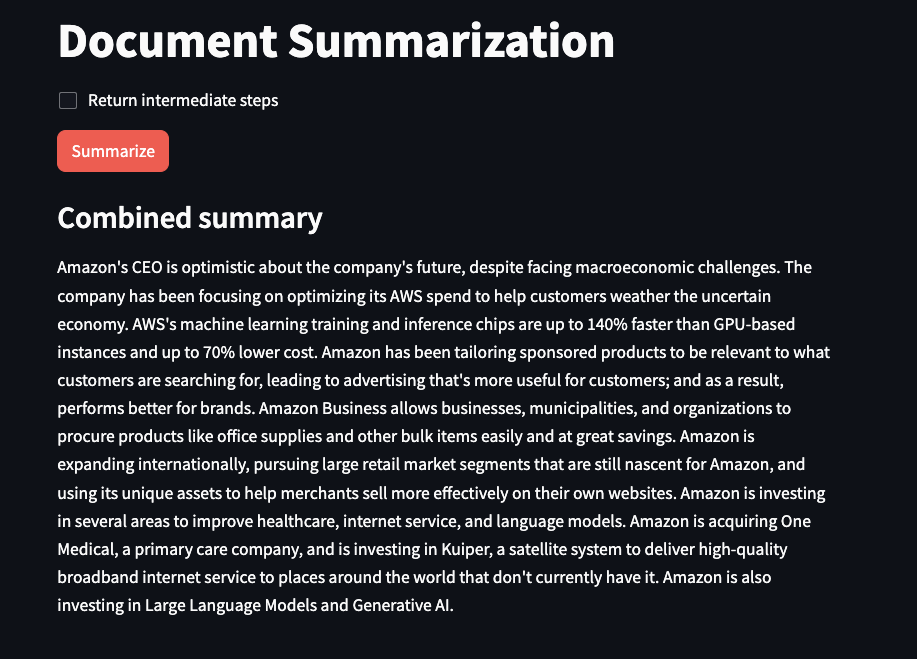 Document Summarization
Return intermediate steps
Summarize
Combined summary
Amazon's CEO is optimistic about the company's future, despite facing macroeconomic challenges. The
company has been focusing on optimizing its AWS spend to help customers weather the uncertain
economy. AWS's machine learning training and inference chips are up to 140% faster than GPU-based
instances and up to 70% lower cost. Amazon has been tailoring sponsored products to be relevant to what
customers are searching for, leading to advertising that's more useful for customers; and as a result,
performs better for brands. Amazon Business allows businesses, municipalities, and organizations to
procure products like office supplies and other bulk items easily and at great savings. Amazon is
expanding internationally, pursuing large retail market segments that are still nascent for Amazon, and
using its unique assets to help merchants sell more effectively on their own websites. Amazon is investing
in several areas to improve healthcare, internet service, and language models. Amazon is acquiring One
Medical, a primary care company, and is investing in Kuiper, a satellite system to deliver high-quality
broadband internet service to places around the world that don't currently have it. Amazon is also
investing in Large Language Models and Generative AI.